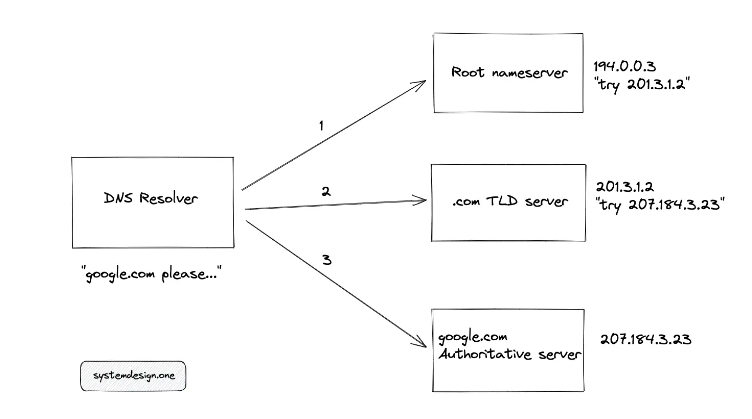 Root nameserver
194.0.0.3
"try 201.3.1.2"
1
DNS Resolver
"google.com please..."
2
.com TLD server
201.3.1.2
"try 207.184.3.23"
3
google.com
Authoritative server
207.184.3.23
systemdesign.one